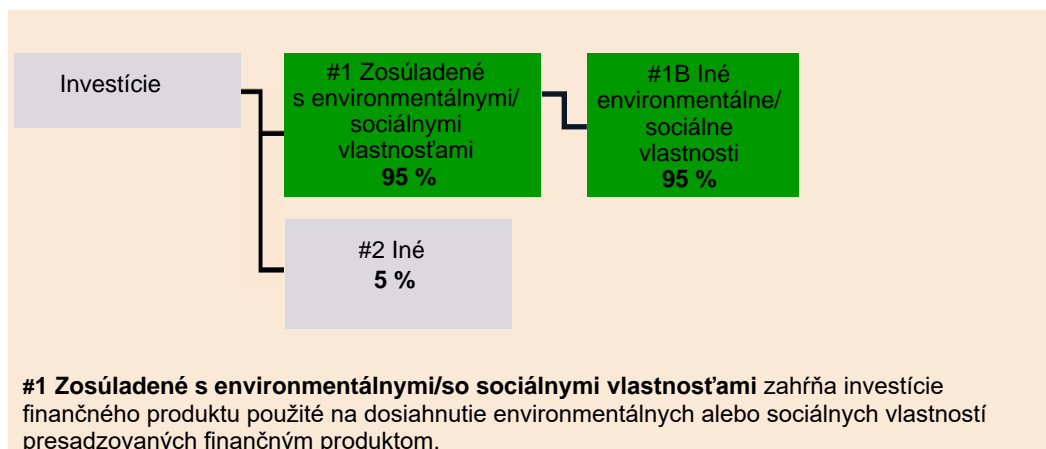 Investície
#1 Zosúladené
s environmentálnymi/
sociálnymi
vlastnosťami
95 %
#1B Iné
environmentálne/
sociálne
vlastnosti
95 %
#2 Iné
5 %
#1 Zosúladené s environmentálnymi/so sociálnymi vlastnosťami zahŕňa investície
finančného produktu použité na dosiahnutie environmentálnych alebo sociálnych vlastností
presadzovaných finančným produktom.